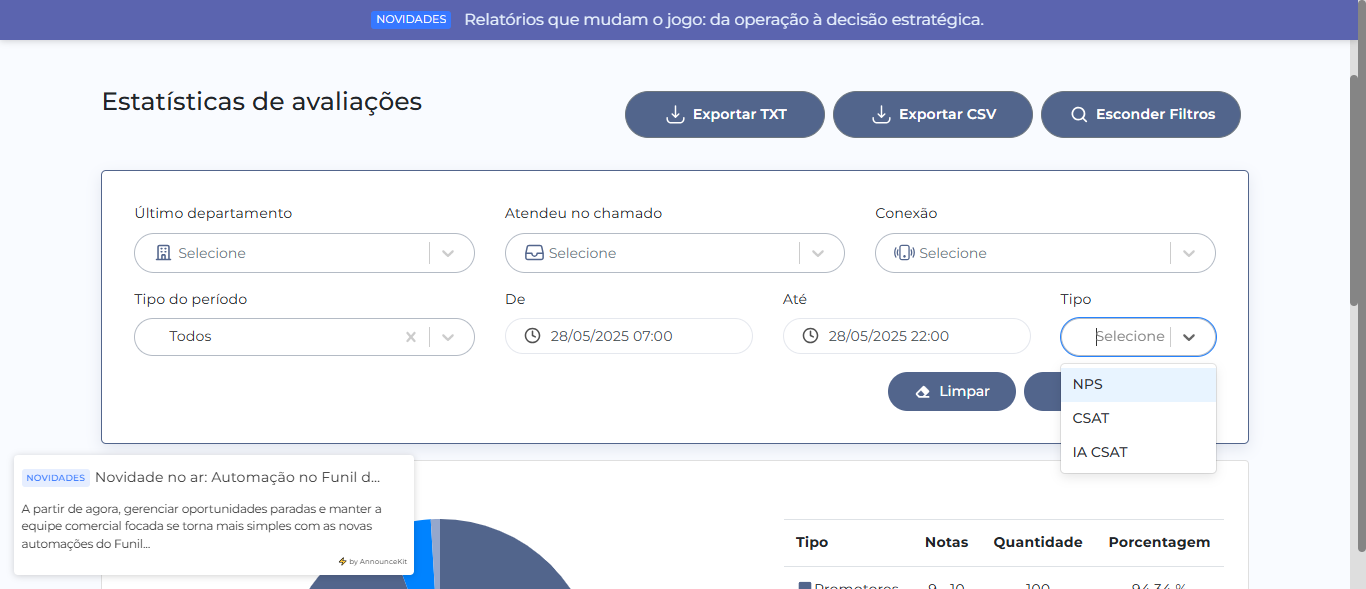 NOVIDADES Relatórios que mudam o jogo: da operação à decisão estratégica.
Estatísticas de avaliações
Exportar TXT
Exportar CSV
Esconder Filtros
Último departamento
Atendeu no chamado
Conexão
Selecione
Selecione
Selecione
Tipo do período
De
Até
Tipo
Todos
28/05/2025 07:00
28/05/2025 22:00
Selecione
Limpar
NPS
CSAT
IA CSAT
NOVIDADES Novidade no ar: Automação no Funil d...
A partir de agora, gerenciar oportunidades paradas e manter a
equipe comercial focada se torna mais simples com as novas
automações do Funil...
by AnnounceKit
Tipo Notas Quantidade Porcentagem
Promotores 9 - 10 100 94.34 %